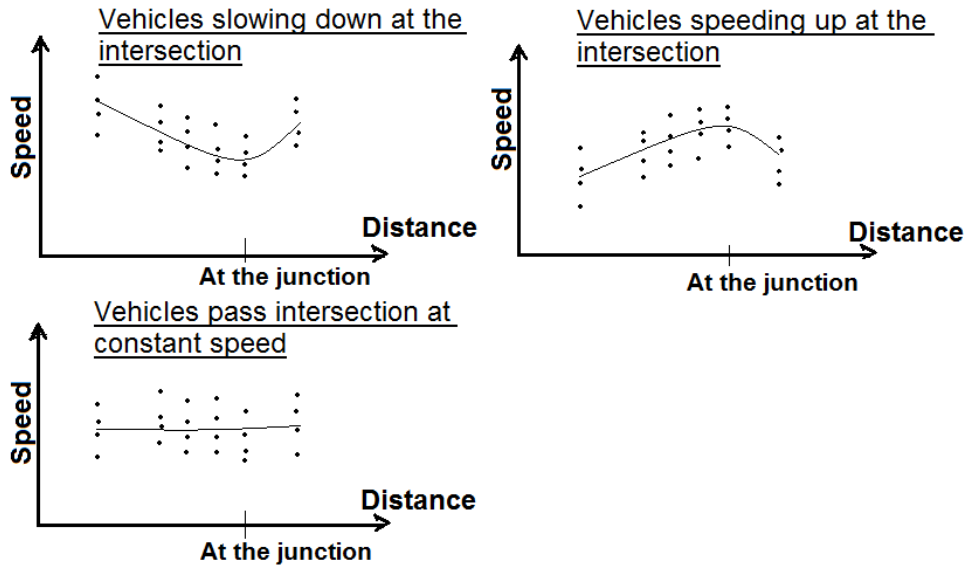 Vehicles slowing down at the
intersection
Speed
Distance
At the junction
Vehicles speeding up at the
intersection
Speed
Distance
At the junction
Vehicles pass intersection at
constant speed
Speed
Distance
At the junction